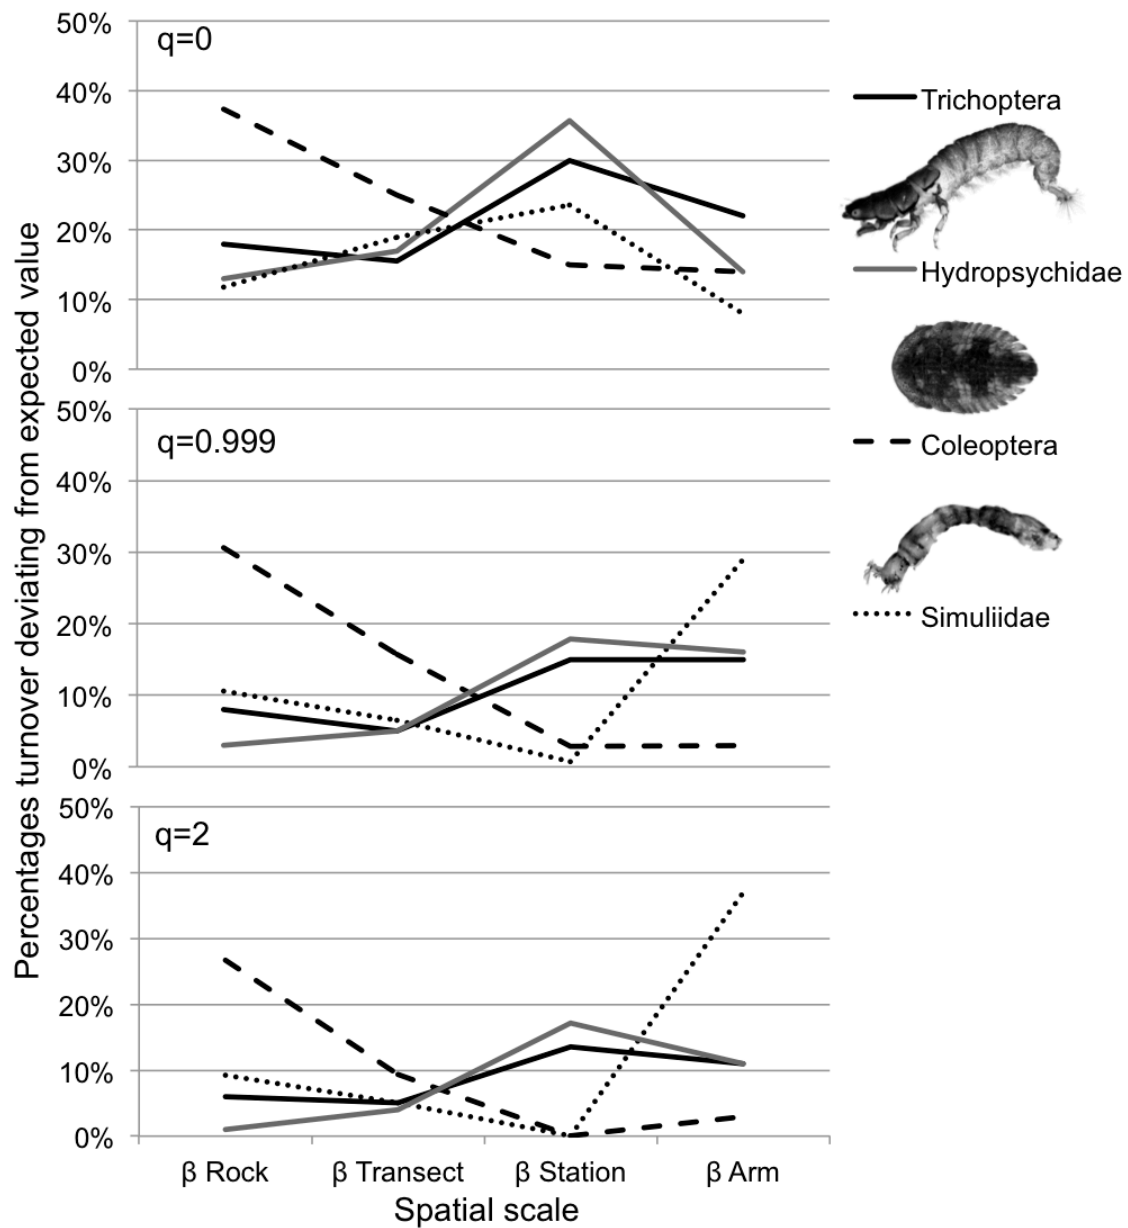 Percentages turnover deviating from expected value
50%
q=0
40%
30%
20%
10%
0%
50%
q=0.999
40%
30%
20%
10%
0%
50%
q=2
40%
30%
20%
10%
0%
β Rock
β Transect
β Station
β Arm
Spatial scale
Trichoptera
Hydropsychidae
Coleoptera
Simuliidae